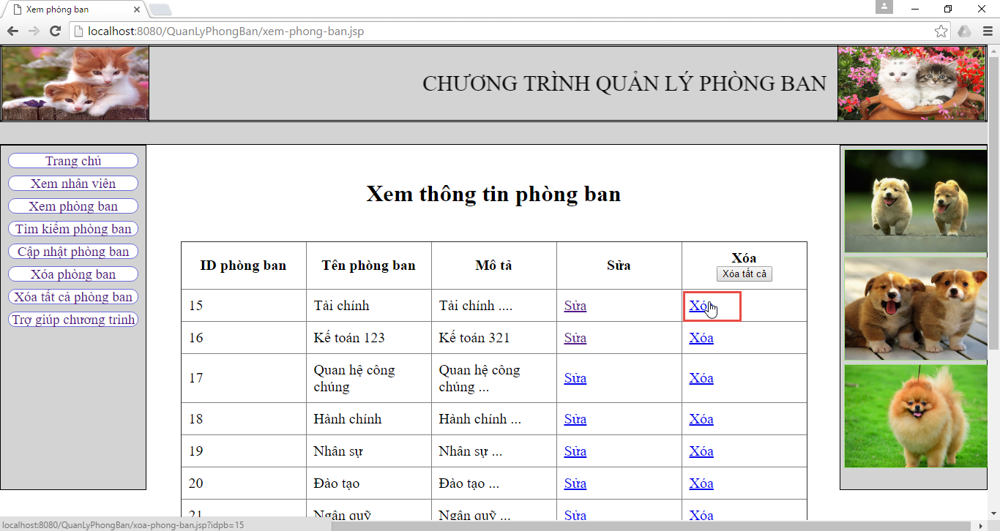 Xem phòng ban
localhost:8080/QuanLyPhongBan/xem-phong-ban.jsp
CHƯƠNG TRÌNH QUẢN LÝ PHÒNG BAN
Trang chủ
Xem nhân viên
Xem phòng ban
Tìm kiếm phòng ban
Cập nhật phòng ban
Xóa phòng ban
Xóa tất cả phòng ban
Trợ giúp chương trình
Xem thông tin phòng ban
ID phòng ban Tên phòng ban Mô tả Sửa Xóa
Xóa tất cả
15 Tài chính Tài chính .... Sửa Xóa
16 Kế toán 123 Kế toán 321 Sửa Xóa
17 Quan hệ công chúng Quan hệ công chúng ... Sửa Xóa
18 Hành chính Hành chính ... Sửa Xóa
19 Nhân sự Nhân sự ... Sửa Xóa
20 Đào tạo Đào tạo ... Sửa Xóa
21 Ngân quỹ Ngân quỹ ... Sửa Xóa
localhost:8080/QuanLyPhongBan/xoa-phong-ban.jsp?idpb=15